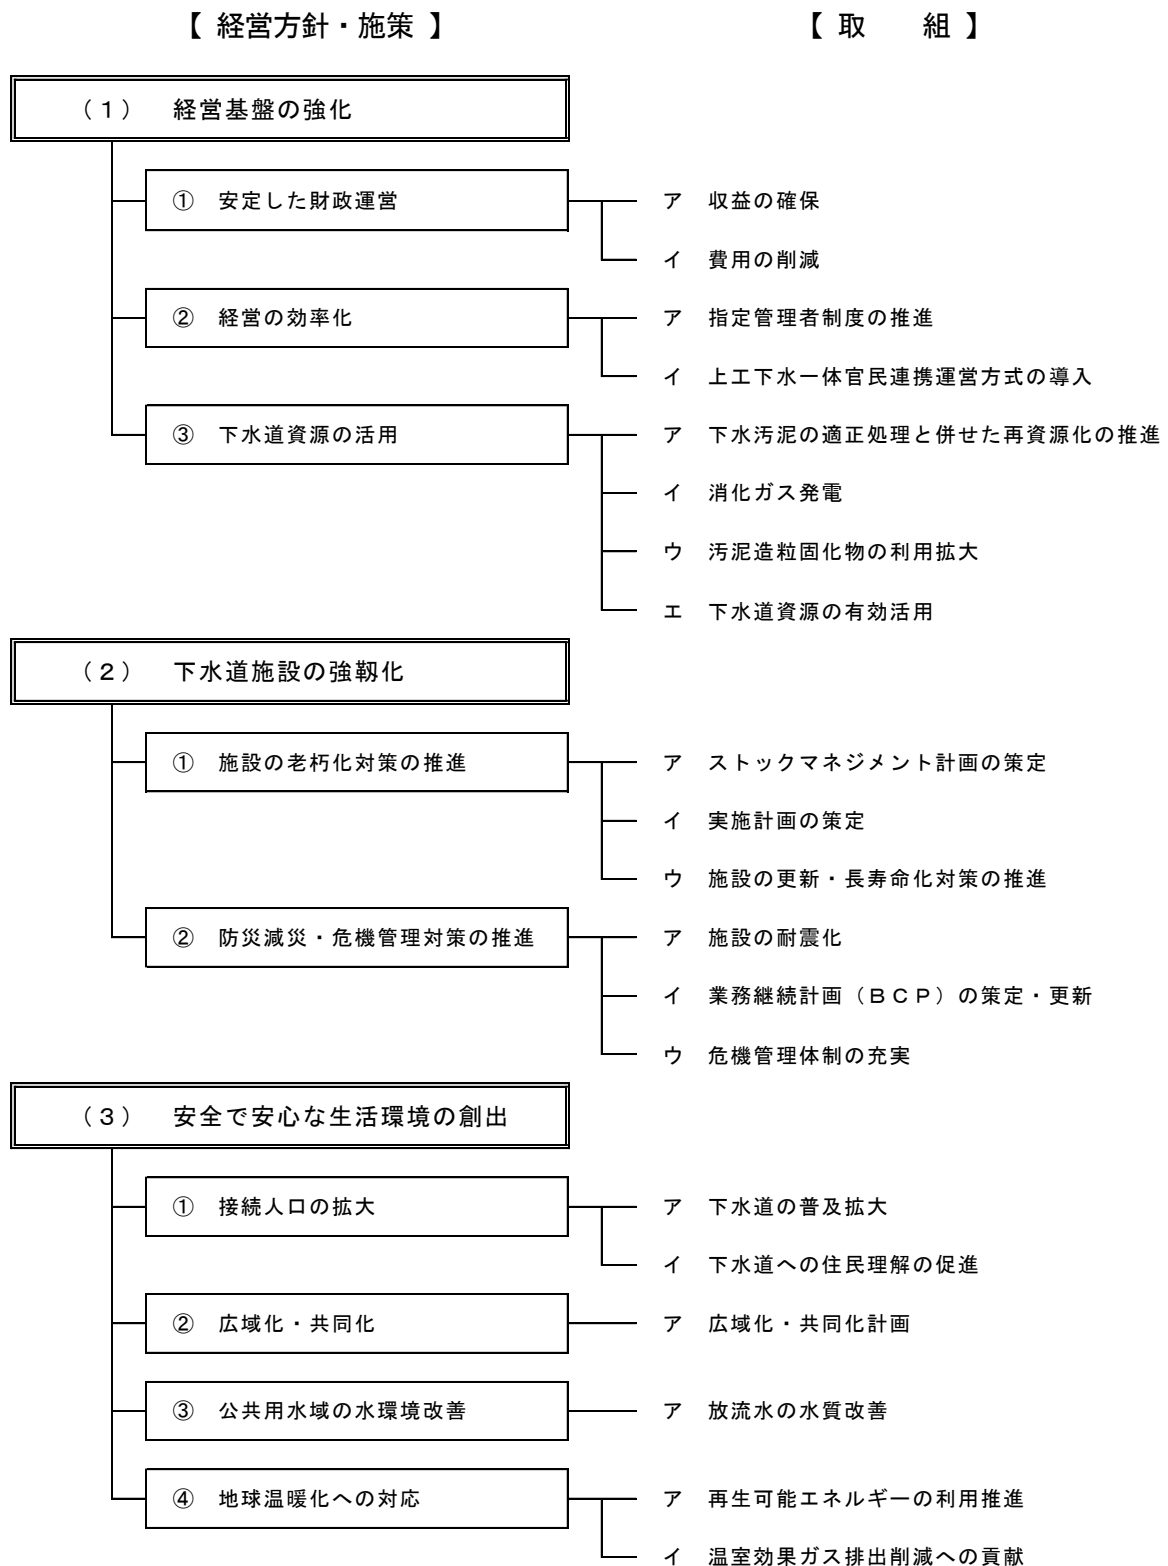 【 経営方針・施策 】　【 取　　組 】
（１）　経営基盤の強化
①　安定した財政運営　ア　収益の確保
イ　費用の削減
②　経営の効率化　ア　指定管理者制度の推進
イ　上工下水一体官民連携運営方式の導入
③　下水道資源の活用　ア　下水汚泥の適正処理と併せた再資源化の推進
イ　消化ガス発電
ウ　汚泥造粒固化物の利用拡大
エ　下水道資源の有効活用
（２）　下水道施設の強靱化
①　施設の老朽化対策の推進　ア　ストックマネジメント計画の策定
イ　実施計画の策定
ウ　施設の更新・長寿命化対策の推進
②　防災減災・危機管理対策の推進　ア　施設の耐震化
イ　業務継続計画（ＢＣＰ）の策定・更新
ウ　危機管理体制の充実
（３）　安全で安心な生活環境の創出
①　接続人口の拡大　ア　下水道の普及拡大
イ　下水道への住民理解の促進
②　広域化・共同化　ア　広域化・共同化計画
③　公共用水域の水環境改善　ア　放流水の水質改善
④　地球温暖化への対応　ア　再生可能エネルギーの利用推進
イ　温室効果ガス排出削減への貢献